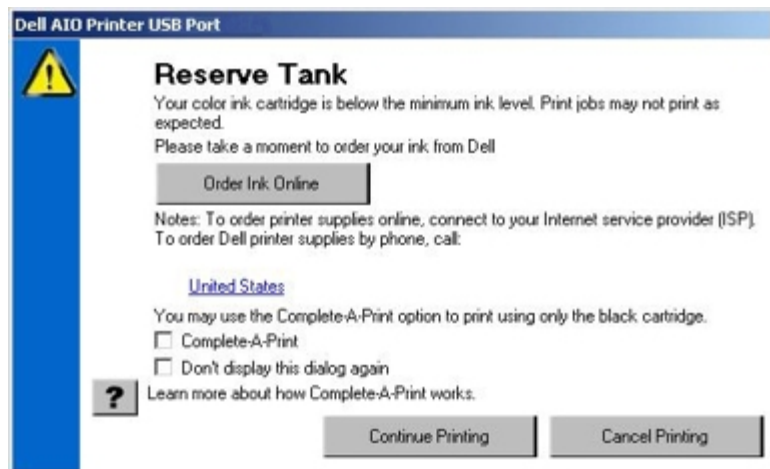 Dell AIO Printer USB Port
Reserve Tank
Your color ink cartridge is below the minimum ink level. Print jobs may not print as
expected.
Please take a moment to order your ink from Dell
Order Ink Online
Notes: To order printer supplies online, connect to your Internet service provider (ISP).
To order Dell printer supplies by phone, call:
United States
You may use the Complete-A-Print option to print using only the black cartridge.
Complete-A-Print
Don't display this dialog again
? Learn more about how Complete-A-Print works.
Continue Printing Cancel Printing